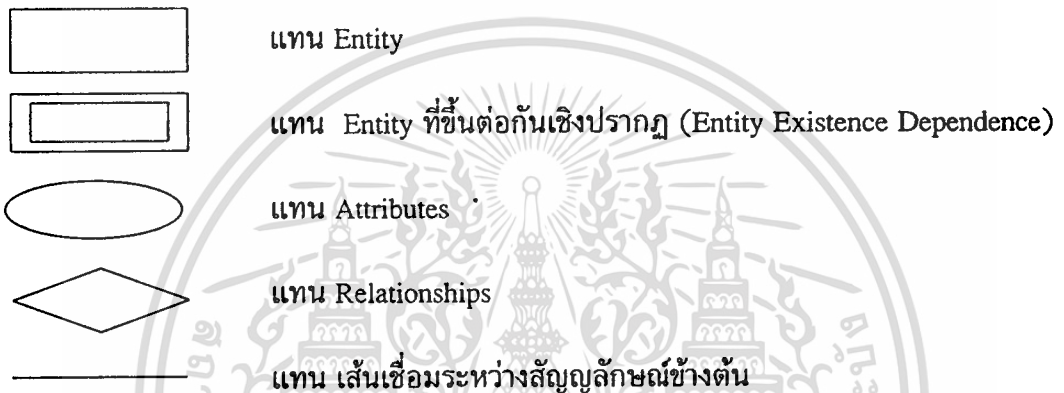 แทน Entity
แทน Entity ที่ขึ้นต่อกันเชิงปรากฏ (Entity Existence Dependence)
แทน Attributes
แทน Relationships
แทน เส้นเชื่อมระหว่างสัญญลักษณ์ข้างต้น